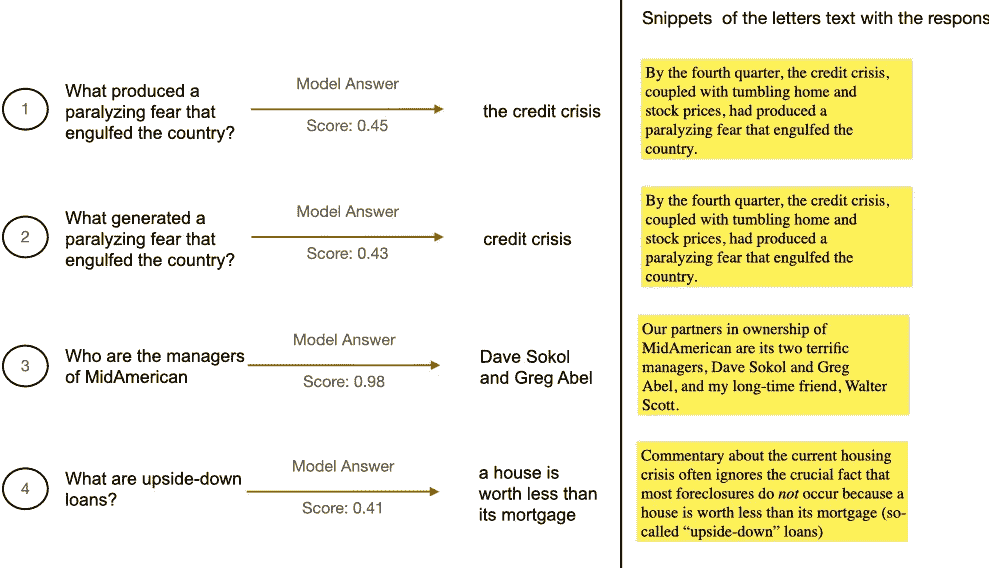 Snippets of the letters text with the respons
1
What produced a
paralyzing fear that
engulfed the country?
Model Answer
Score: 0.45
the credit crisis
By the fourth quarter, the credit crisis,
coupled with tumbling home and
stock prices, had produced a
paralyzing fear that engulfed the
country.
2
What generated a
paralyzing fear that
engulfed the country?
Model Answer
Score: 0.43
credit crisis
By the fourth quarter, the credit crisis,
coupled with tumbling home and
stock prices, had produced a
paralyzing fear that engulfed the
country.
3
Who are the managers
of MidAmerican
Model Answer
Score: 0.98
Dave Sokol
and Greg Abel
Our partners in ownership of
MidAmerican are its two terrific
managers, Dave Sokol and Greg
Abel, and my long-time friend, Walter
Scott.
4
What are upside-down
loans?
Model Answer
Score: 0.41
a house is
worth less than
its mortgage
Commentary about the current housing
crisis often ignores the crucial fact that
most foreclosures do not occur because a
house is worth less than its mortgage (so-
called “upside-down” loans)